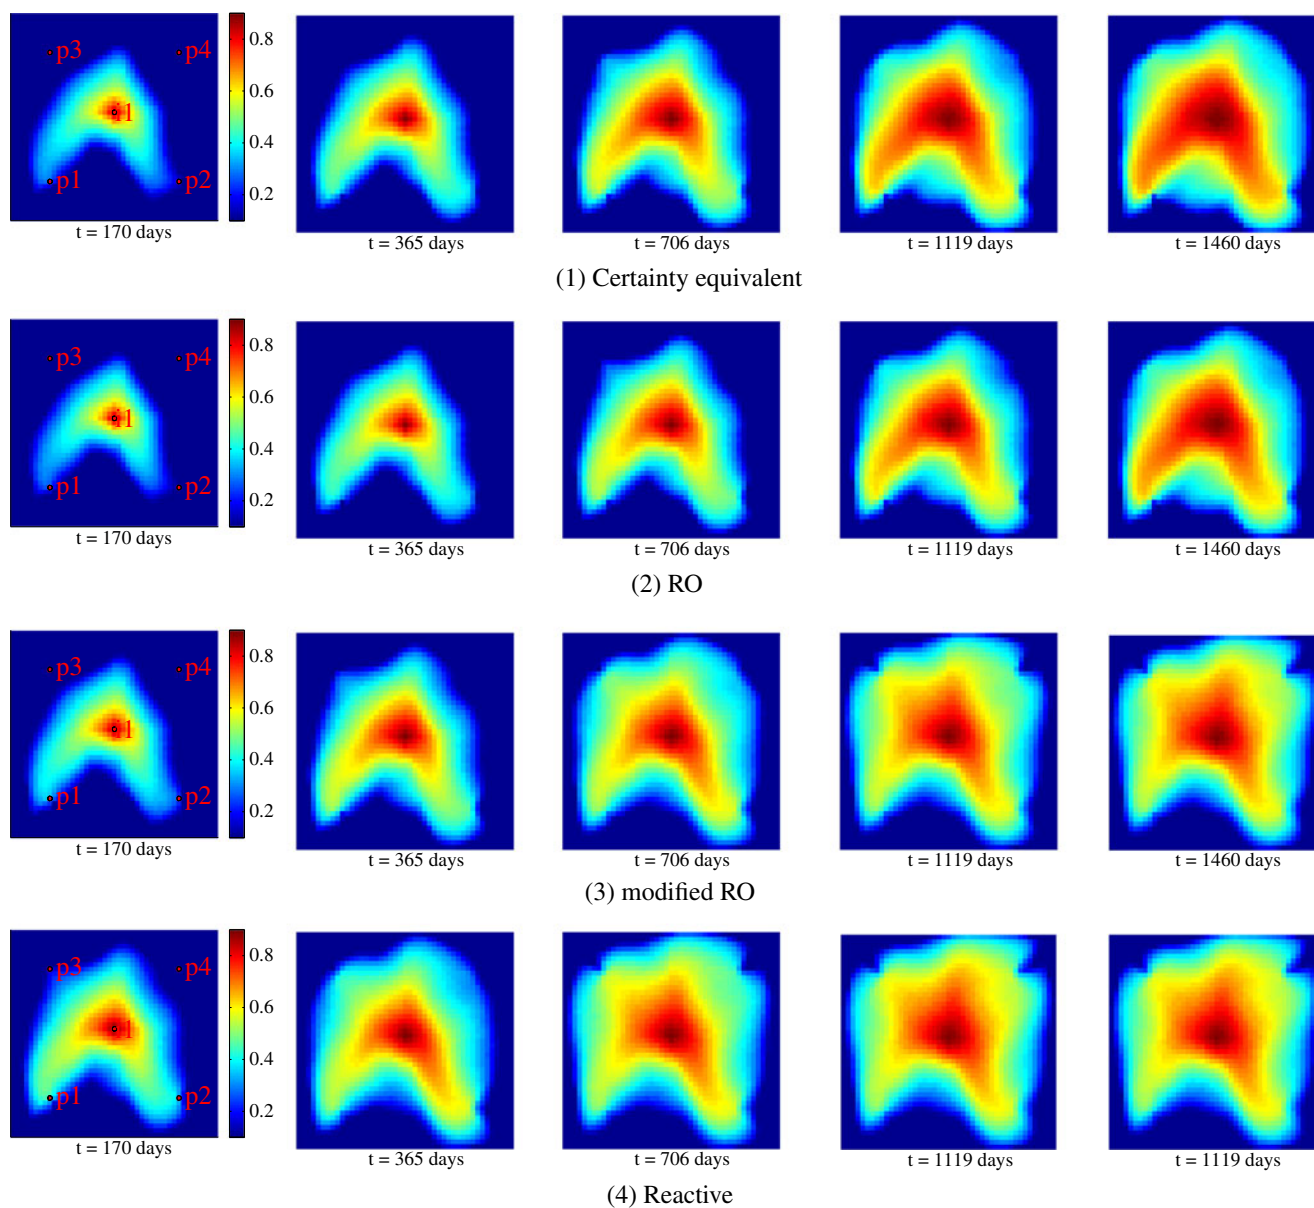 p3 p4 0.8
i1 0.6
0.4
p1 p2 0.2
t = 170 days t = 365 days t = 706 days t = 1119 days t = 1460 days
(1) Certainty equivalent
p3 p4 0.8
i1 0.6
0.4
p1 p2 0.2
t = 170 days t = 365 days t = 706 days t = 1119 days t = 1460 days
(2) RO
p3 p4 0.8
i1 0.6
0.4
p1 p2 0.2
t = 170 days t = 365 days t = 706 days t = 1119 days t = 1460 days
(3) modified RO
p3 p4 0.8
i1 0.6
0.4
p1 p2 0.2
t = 170 days t = 365 days t = 706 days t = 1119 days t = 1119 days
(4) Reactive